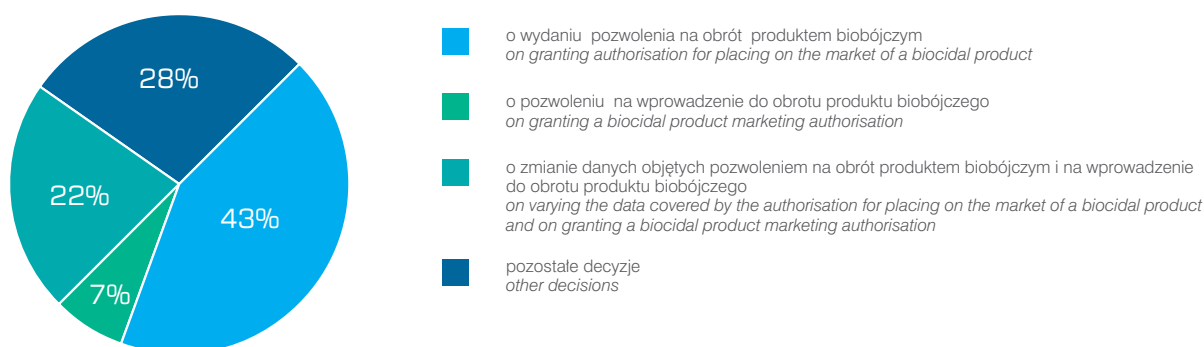 28%
22%
43%
7%
o wydaniu pozwolenia na obrót produktem biobójczym
on granting authorisation for placing on the market of a biocidal product
o pozwoleniu na wprowadzenie do obrotu produktu biobójczego
on granting a biocidal product marketing authorisation
o zmianie danych objętych pozwoleniem na obrót produktem biobójczym i na wprowadzenie
do obrotu produktu biobójczego
on varying the data covered by the authorisation for placing on the market of a biocidal product
and on granting a biocidal product marketing authorisation
pozostałe decyzje
other decisions